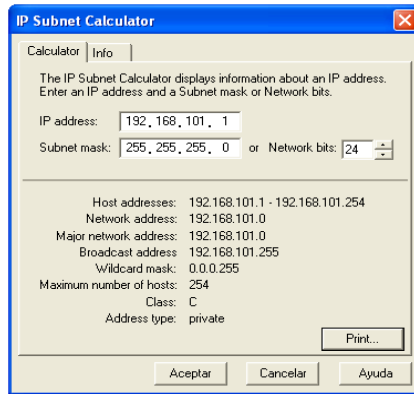 IP Subnet Calculator
Calculator Info
The IP Subnet Calculator displays information about an IP address.
Enter an IP address and a Subnet mask or Network bits.
IP address: 192.168.101. 1
Subnet mask: 255.255.255. 0 or Network bits: 24
Host addresses: 192.168.101.1 - 192.168.101.254
Network address: 192.168.101.0
Major network address: 192.168.101.0
Broadcast address 192.168.101.255
Wildcard mask: 0.0.0.255
Maximum number of hosts: 254
Class: C
Address type: private
Print...
Aceptar Cancelar Ayuda